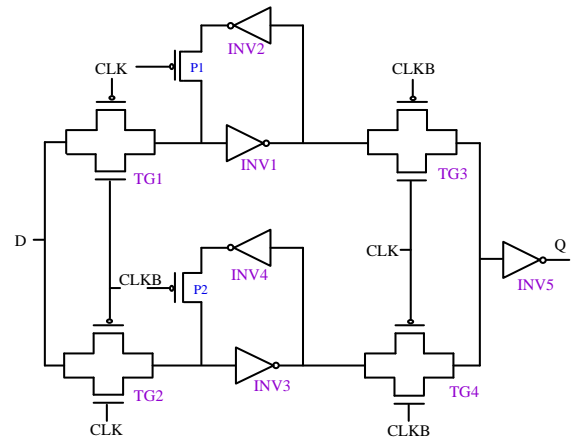 INV2
CLK
P1
CLKB
INV1
TG1
TG3
D
CLK
Q
INV4
CLKB
P2
INV5
INV3
TG2
TG4
CLK
CLKB